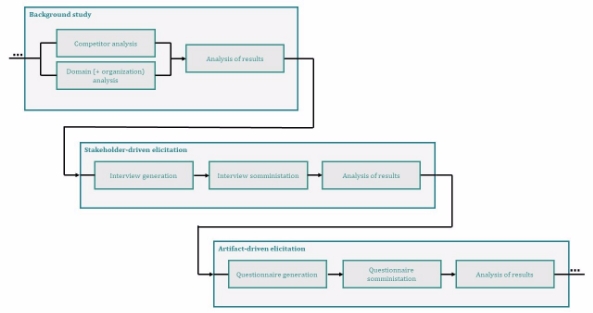 Background study
...
Competitor analysis
Domain (+ organization)
analysis
Analysis of results
Stakeholder-driven elicitation
Interview generation
Interview somministation
Analysis of results
Artifact-driven elicitation
Questionnaire generation
Questionnaire
somministation
Analysis of results
...